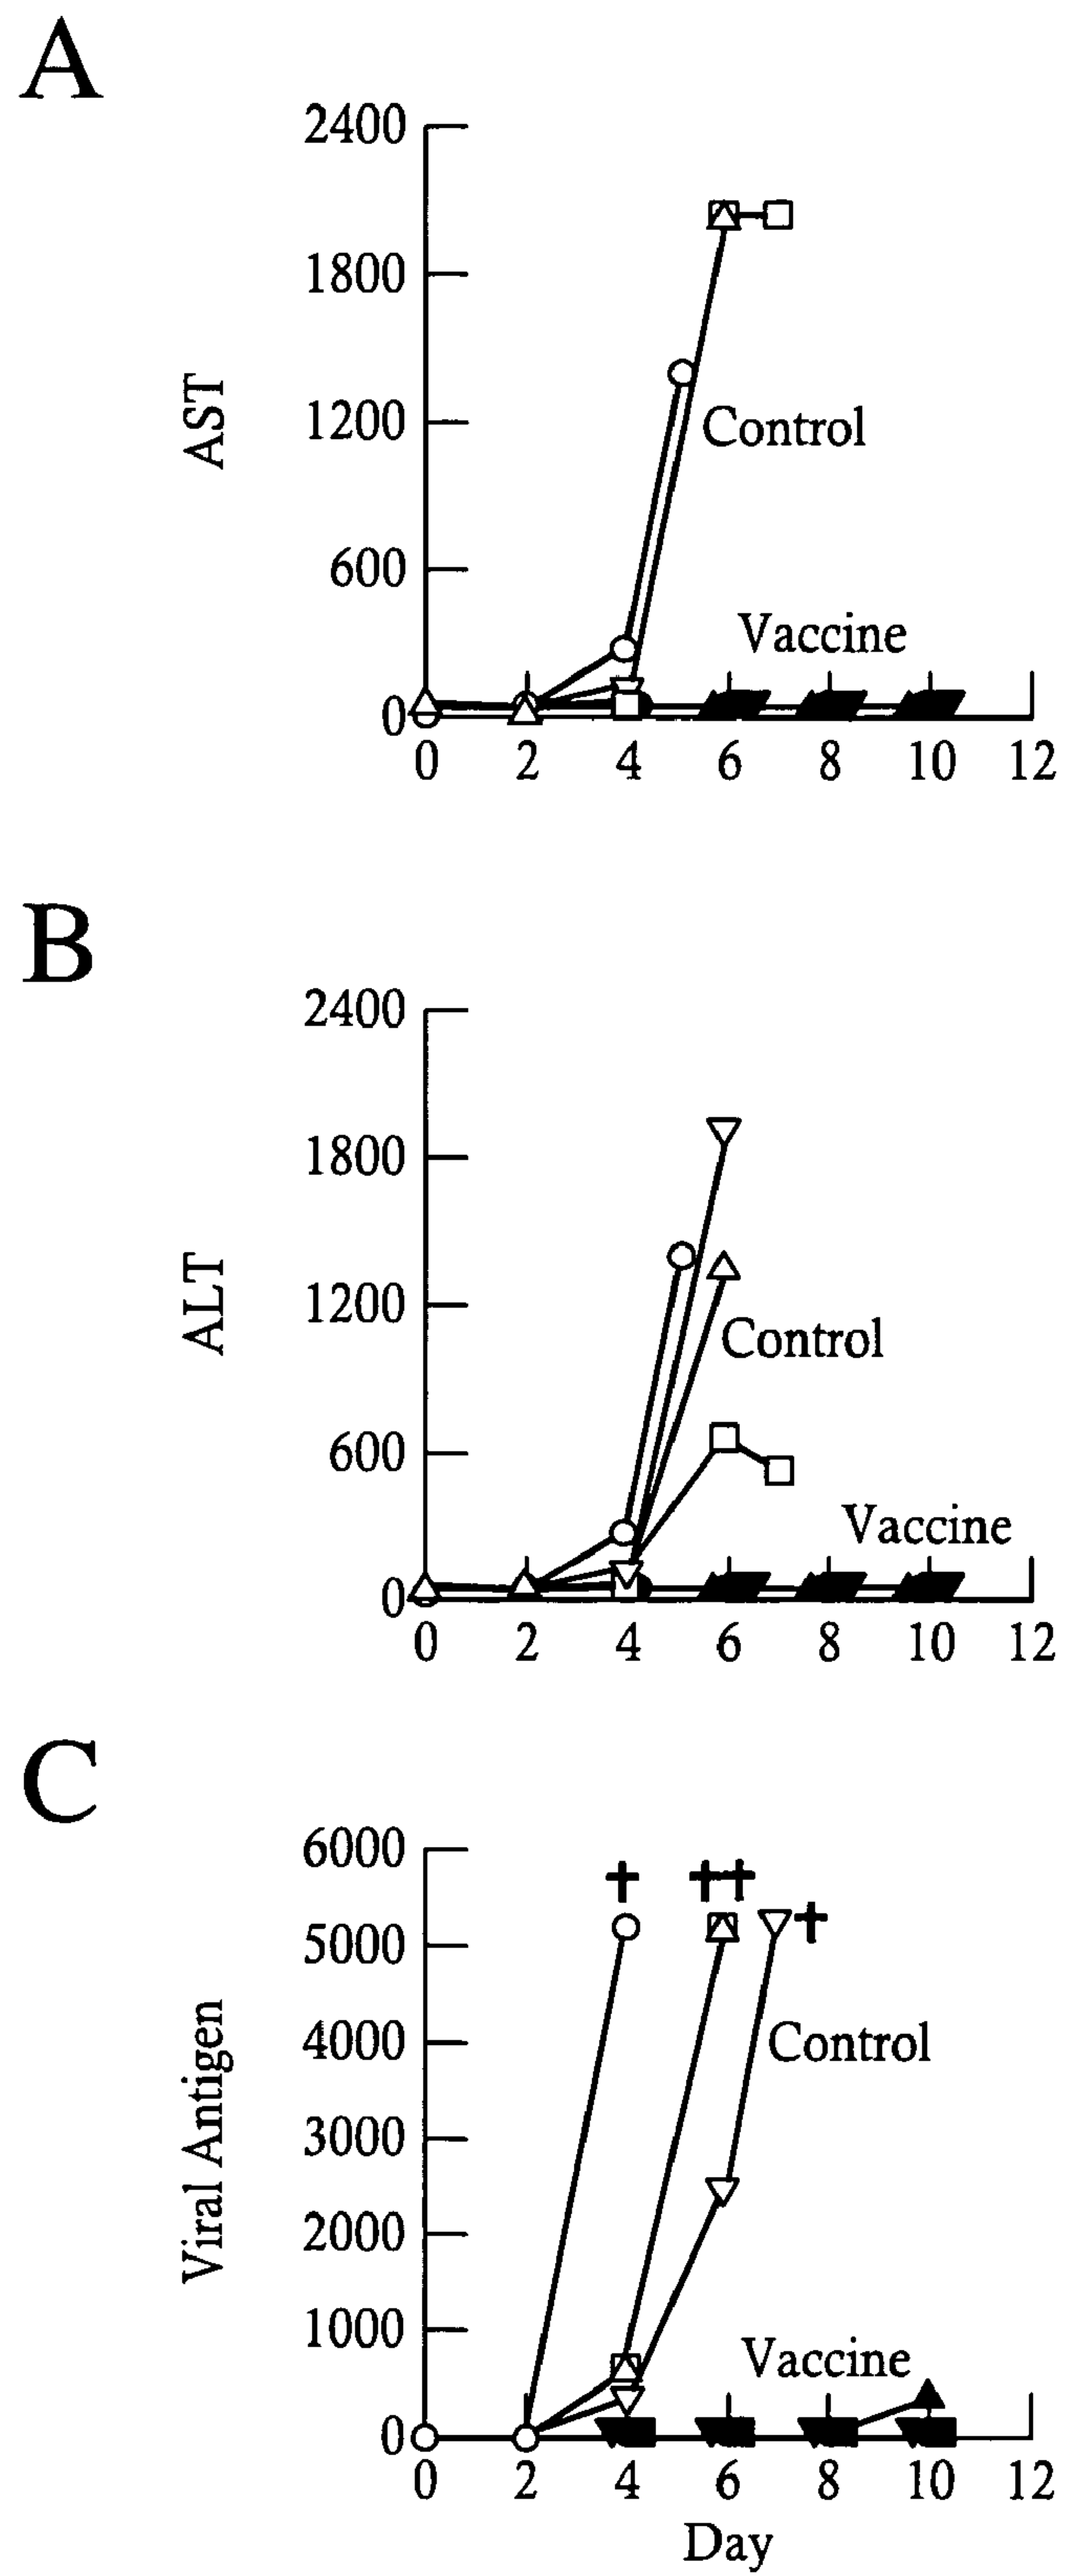 A
2400
1800
1200
600
0
AST
Control
Vaccine
0 2 4 6 8 10 12
B
2400
1800
1200
600
0
ALT
Control
Vaccine
0 2 4 6 8 10 12
C
6000
5000
4000
3000
2000
1000
0
Viral Antigen
† †† †
Control
Vaccine
0 2 4 6 8 10 12
Day